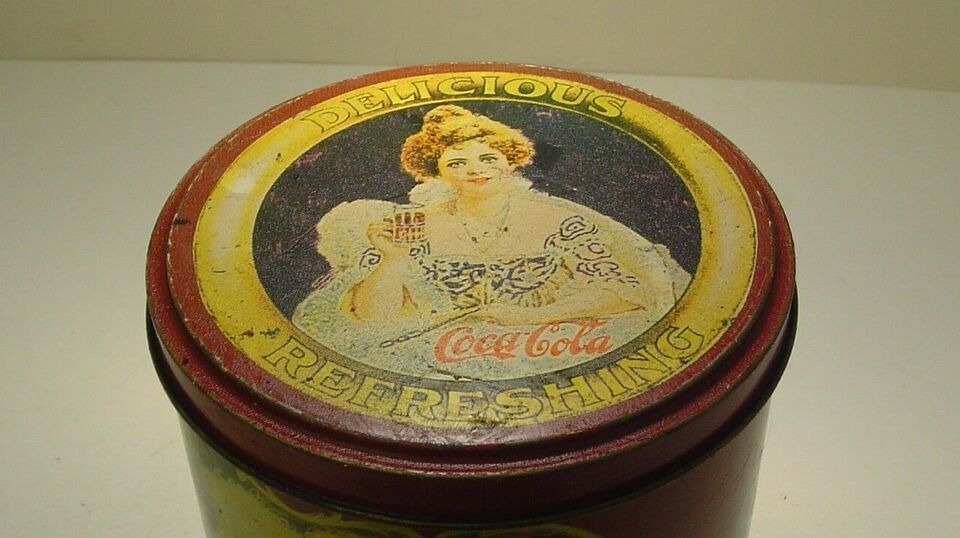 DELICIOUS
Coca-Cola
REFRESHING